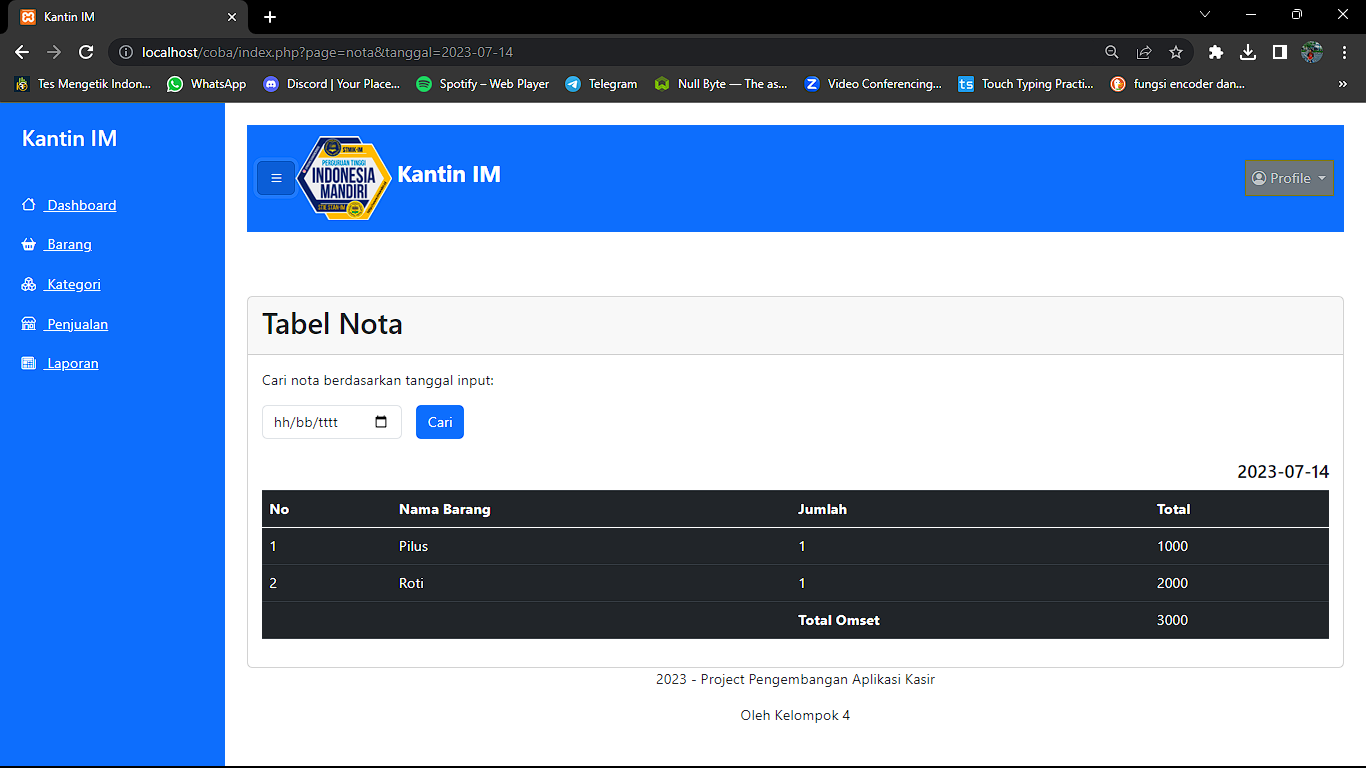 Kantin IM
localhost/coba/index.php?page=nota&tanggal=2023-07-14
Tes Mengetik Indon... WhatsApp Discord | Your Place... Spotify – Web Player Telegram Null Byte — The as... Video Conferencing... ts Touch Typing Practi... fungsi encoder dan... »
Kantin IM
Dashboard
Barang
Kategori
Penjualan
Laporan
STMIK-IM
PERGURUAN TINGGI
INDONESIA
MANDIRI
STIE STAN-IM
Kantin IM
Profile
Tabel Nota
Cari nota berdasarkan tanggal input:
hh/bb/tttt Cari
2023-07-14
No Nama Barang Jumlah Total
1 Pilus 1 1000
2 Roti 1 2000
Total Omset 3000
2023 - Project Pengembangan Aplikasi Kasir
Oleh Kelompok 4